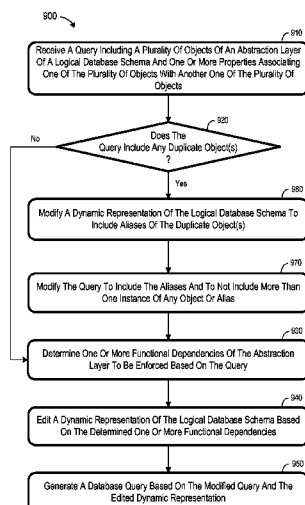 900
910
Receive A Query Including A Plurality Of Objects Of An Abstraction Layer
Of A Logical Database Schema And One Or More Properties Associating
One Of The Plurality Of Objects With Another One Of The Plurality Of
Objects
920
Does The
Query Include Any Duplicate Object(s)
?
No
Yes
960
Modify A Dynamic Representation Of The Logical Database Schema To
Include Aliases Of The Duplicate Object(s)
970
Modify The Query To Include The Aliases And To Not Include More Than
One Instance Of Any Object Or Alias
930
Determine One Or More Functional Dependencies Of The Abstraction
Layer To Be Enforced Based On The Query
940
Edit A Dynamic Representation Of The Logical Database Schema Based
On The Determined One Or More Functional Dependencies
950
Generate A Database Query Based On The Modified Query And The
Edited Dynamic Representation